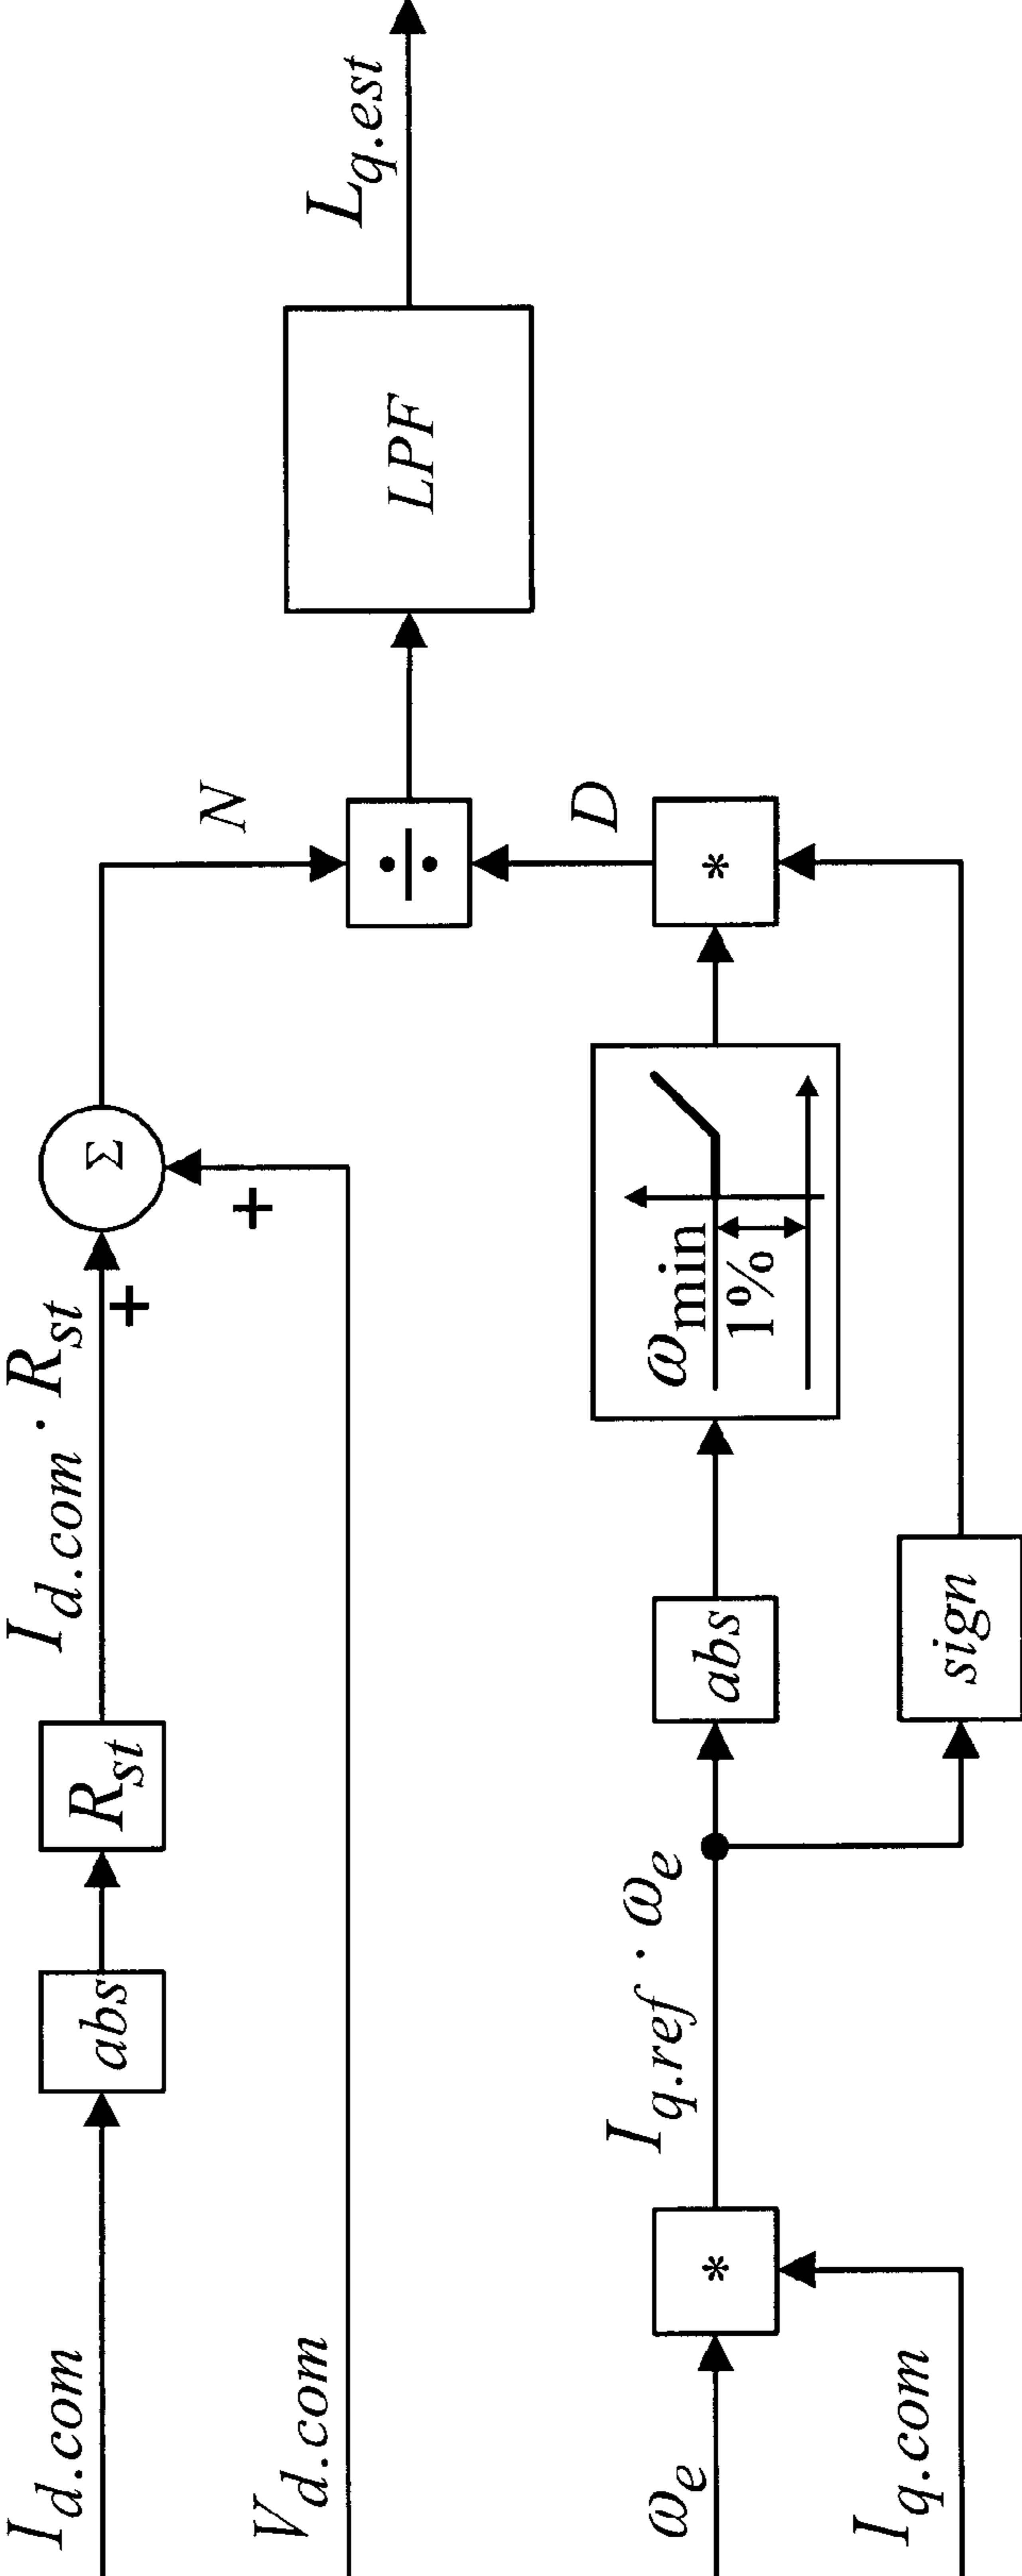 I_d.com
abs
R_st
I_d.com · R_st
+
Σ
+
V_d.com
N
÷
D
LPF
L_q.est
ω_e
*
I_q.ref · ω_e
abs
ω_min
1%
*
I_q.com
sign